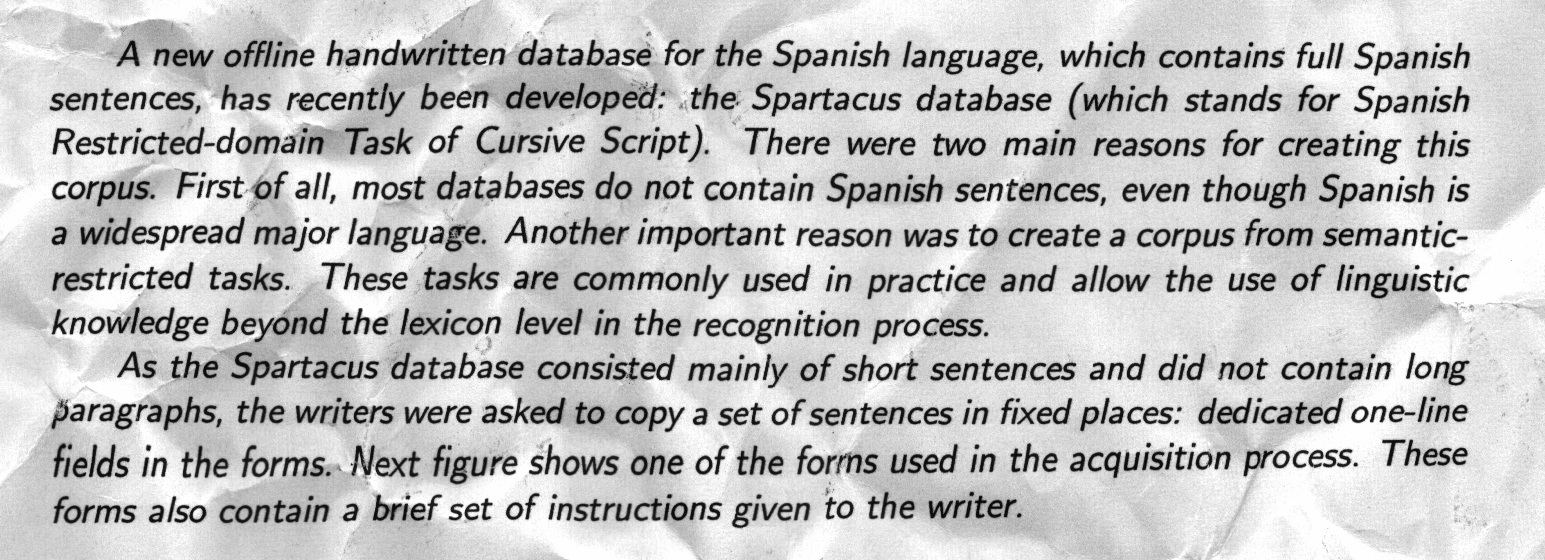 A new offline handwritten database for the Spanish language, which contains full Spanish
sentences, has recently been developed: the Spartacus database (which stands for Spanish
Restricted-domain Task of Cursive Script). There were two main reasons for creating this
corpus. First of all, most databases do not contain Spanish sentences, even though Spanish is
a widespread major language. Another important reason was to create a corpus from semantic-
restricted tasks. These tasks are commonly used in practice and allow the use of linguistic
knowledge beyond the lexicon level in the recognition process.
As the Spartacus database consisted mainly of short sentences and did not contain long
paragraphs, the writers were asked to copy a set of sentences in fixed places: dedicated one-line
fields in the forms. Next figure shows one of the forms used in the acquisition process. These
forms also contain a brief set of instructions given to the writer.